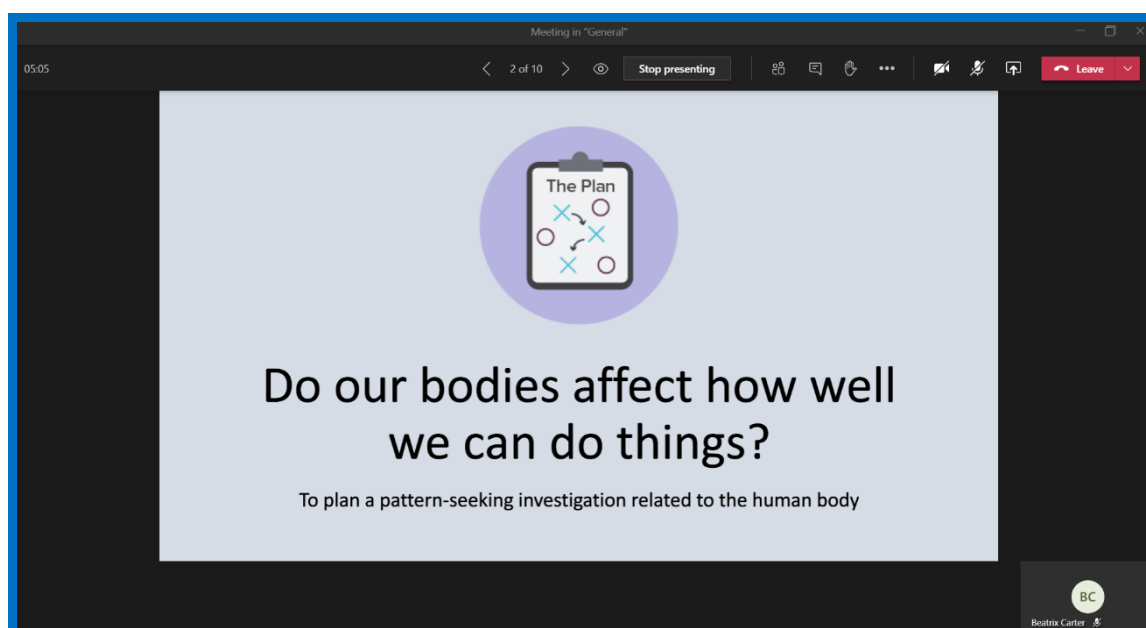 Meeting in "General"
05:05
2 of 10
Stop presenting
Leave
The Plan
Do our bodies affect how well
we can do things?
To plan a pattern-seeking investigation related to the human body
BC
Beatrix Carter